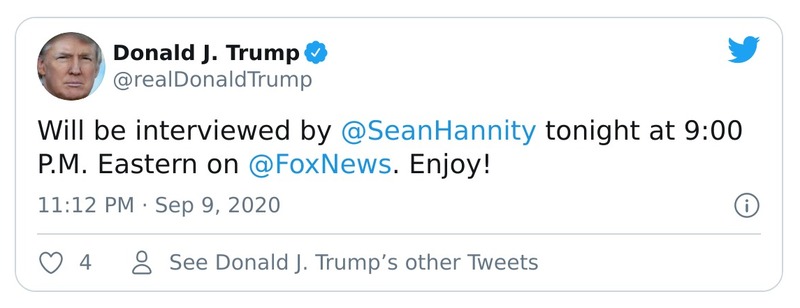 Donald J. Trump
@realDonaldTrump
Will be interviewed by @SeanHannity tonight at 9:00
P.M. Eastern on @FoxNews. Enjoy!
11:12 PM · Sep 9, 2020
4
See Donald J. Trump’s other Tweets